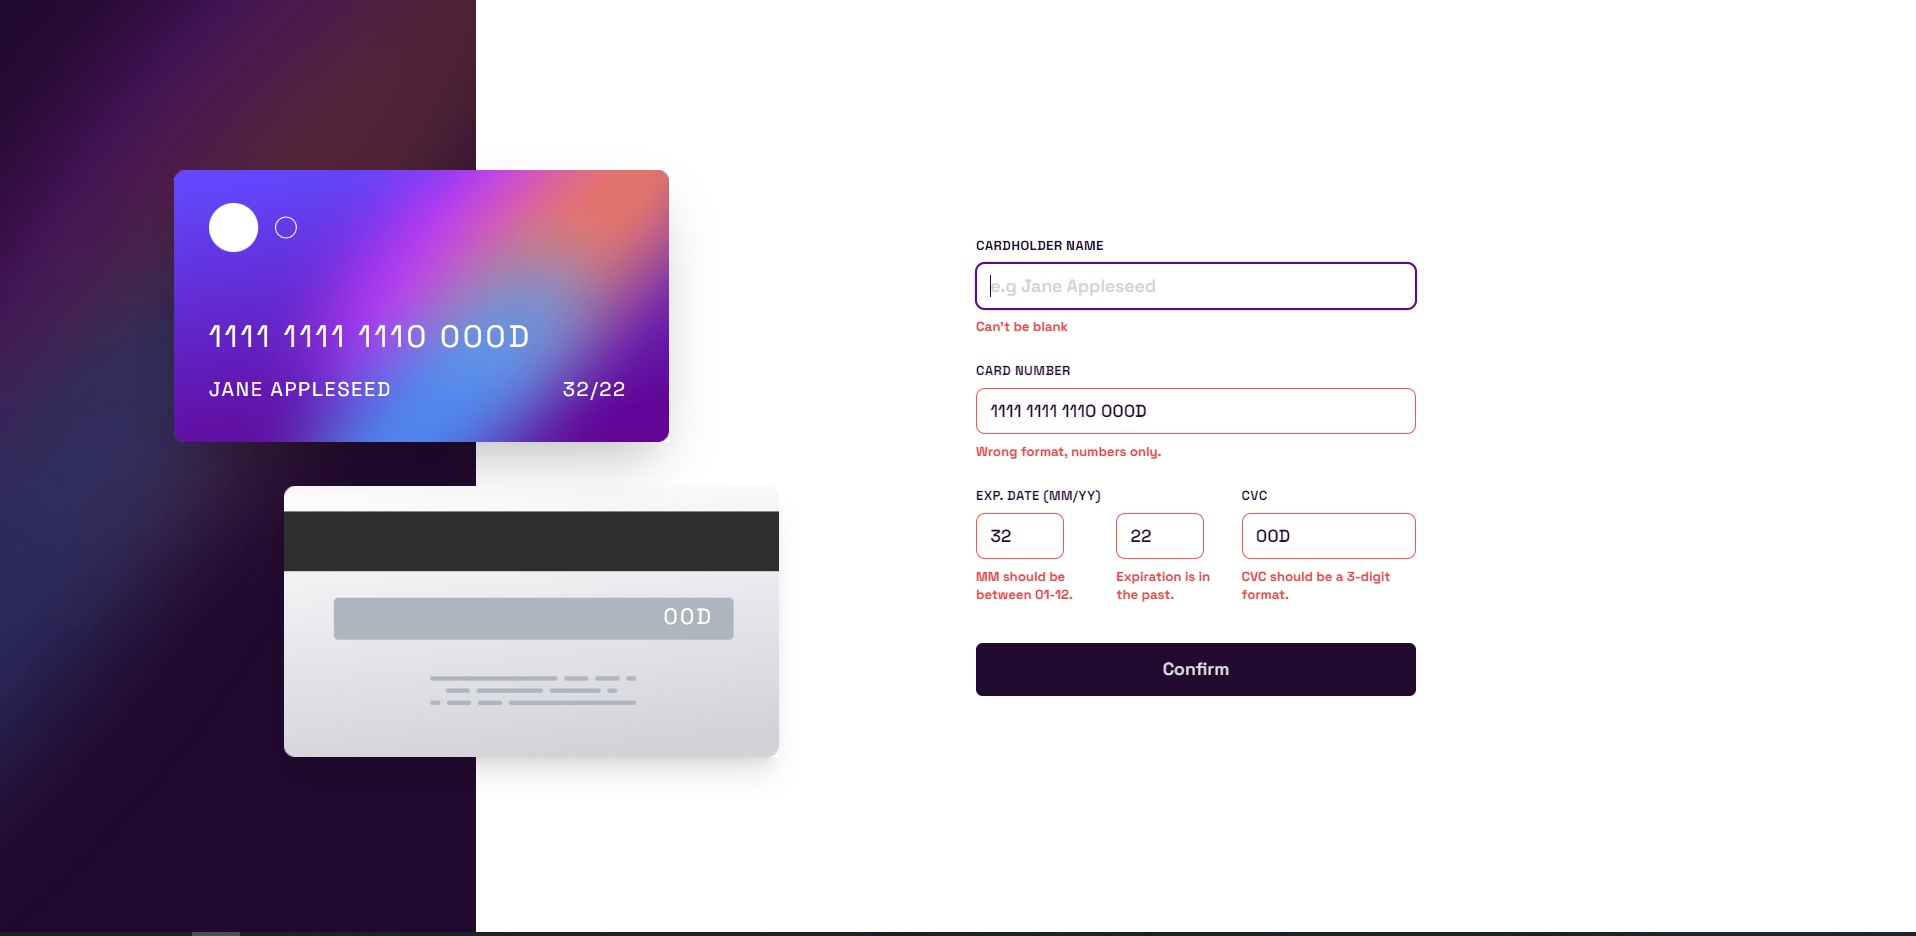 1111 1111 1110 000D
JANE APPLESEED 32/22
00D
CARDHOLDER NAME
e.g Jane Appleseed
Can't be blank
CARD NUMBER
1111 1111 1110 000D
Wrong format, numbers only.
EXP. DATE (MM/YY) CVC
32 22 00D
MM should be Expiration is in CVC should be a 3-digit
between 01-12. the past. format.
Confirm